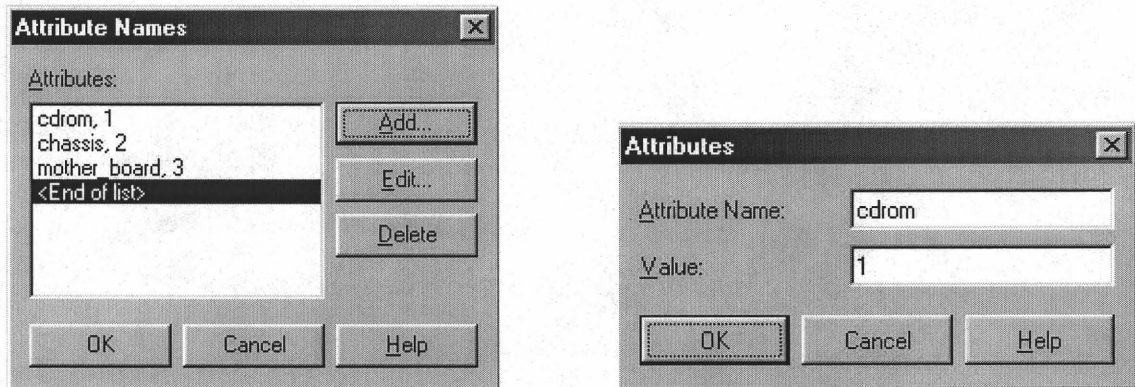 Attribute Names
Attributes:
cdrom, 1
chassis, 2
mother_board, 3
<End of list>
Add...
Edit...
Delete
OK
Cancel
Help
Attributes
Attribute Name:
cdrom
Value:
1
OK
Cancel
Help